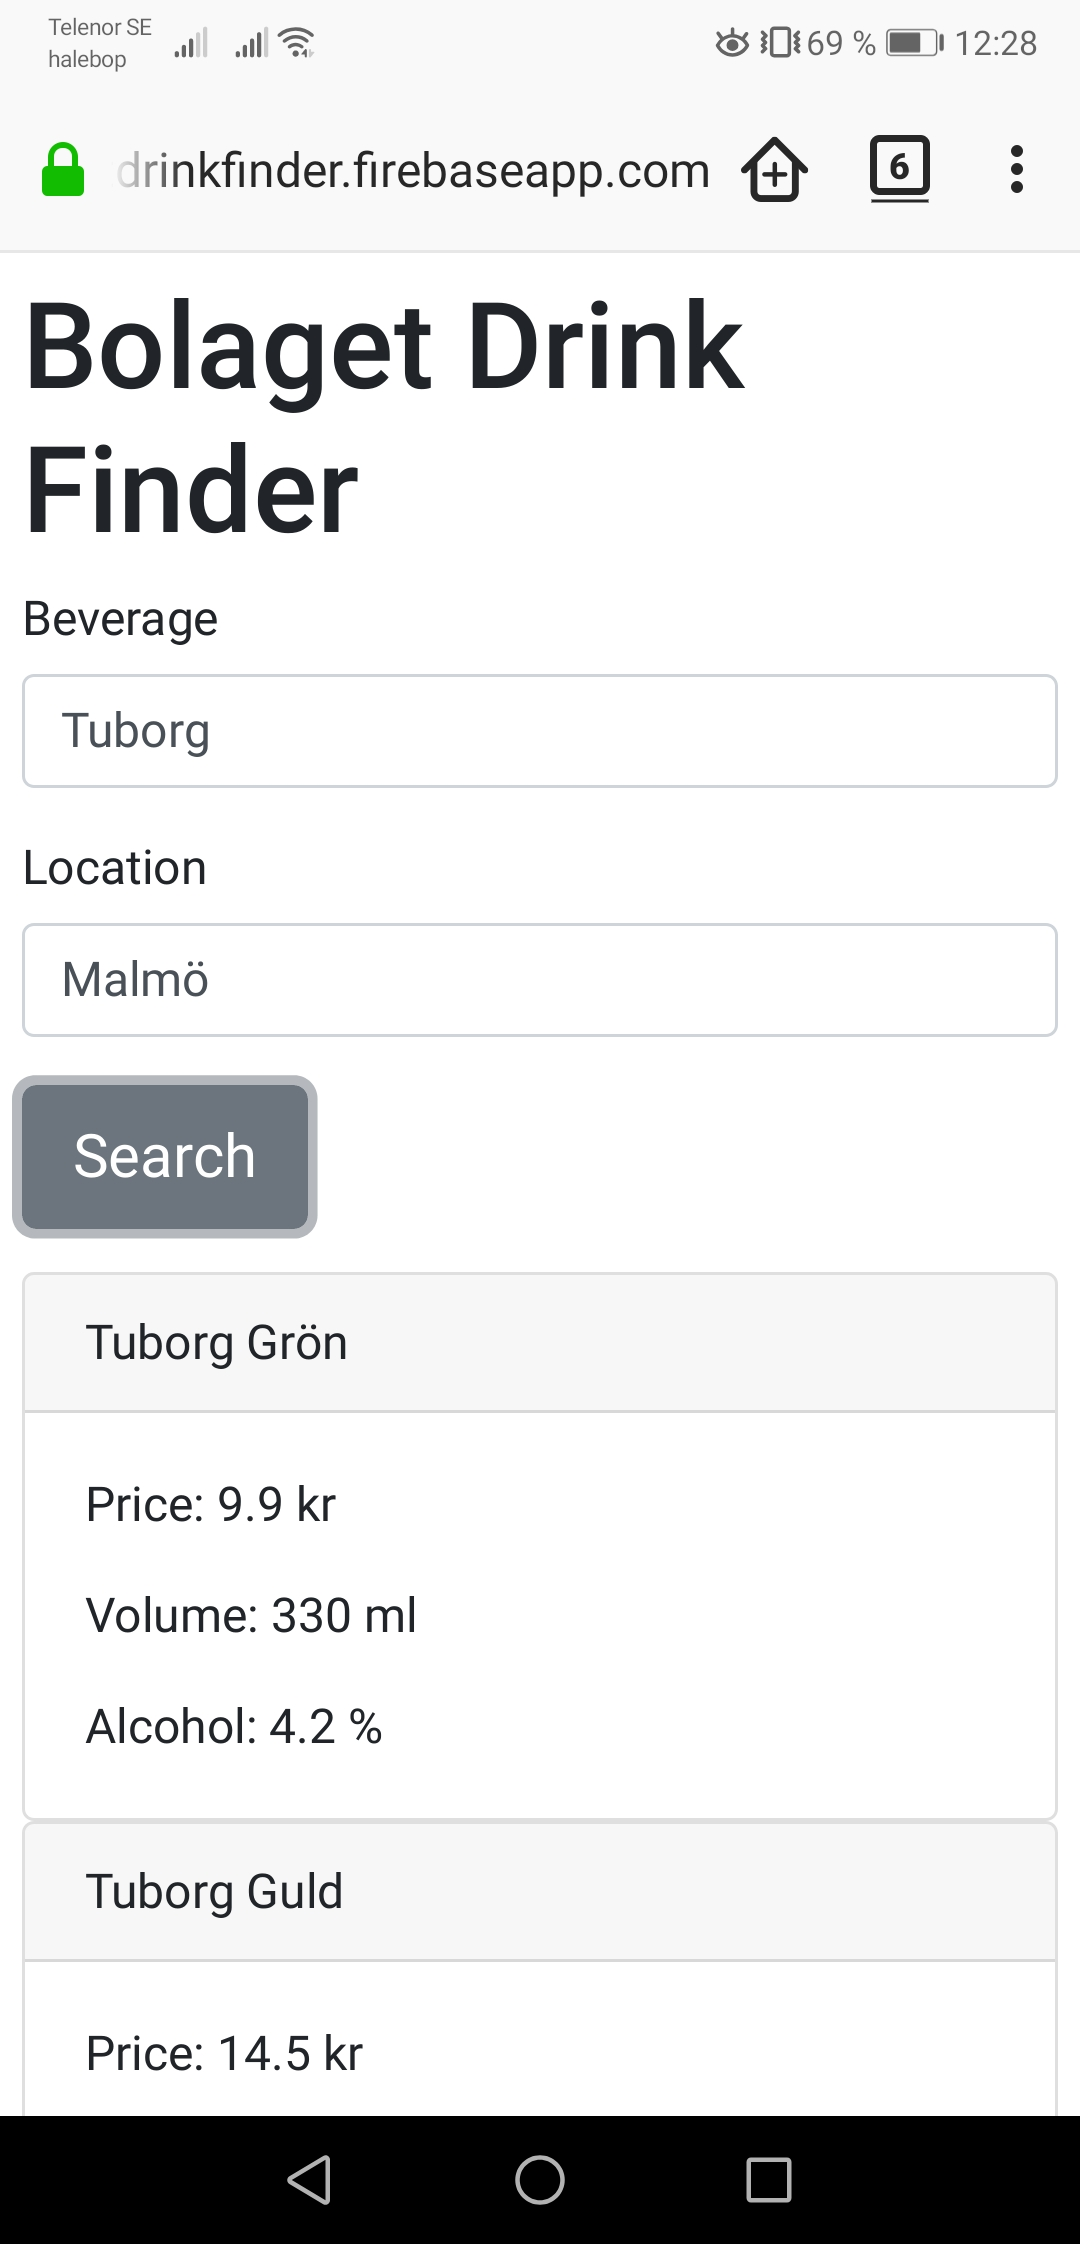 Telenor SE
halebop
69 %
12:28
drinkfinder.firebaseapp.com
6
Bolaget Drink
Finder
Beverage
Tuborg
Location
Malmö
Search
Tuborg Grön
Price: 9.9 kr
Volume: 330 ml
Alcohol: 4.2 %
Tuborg Guld
Price: 14.5 kr